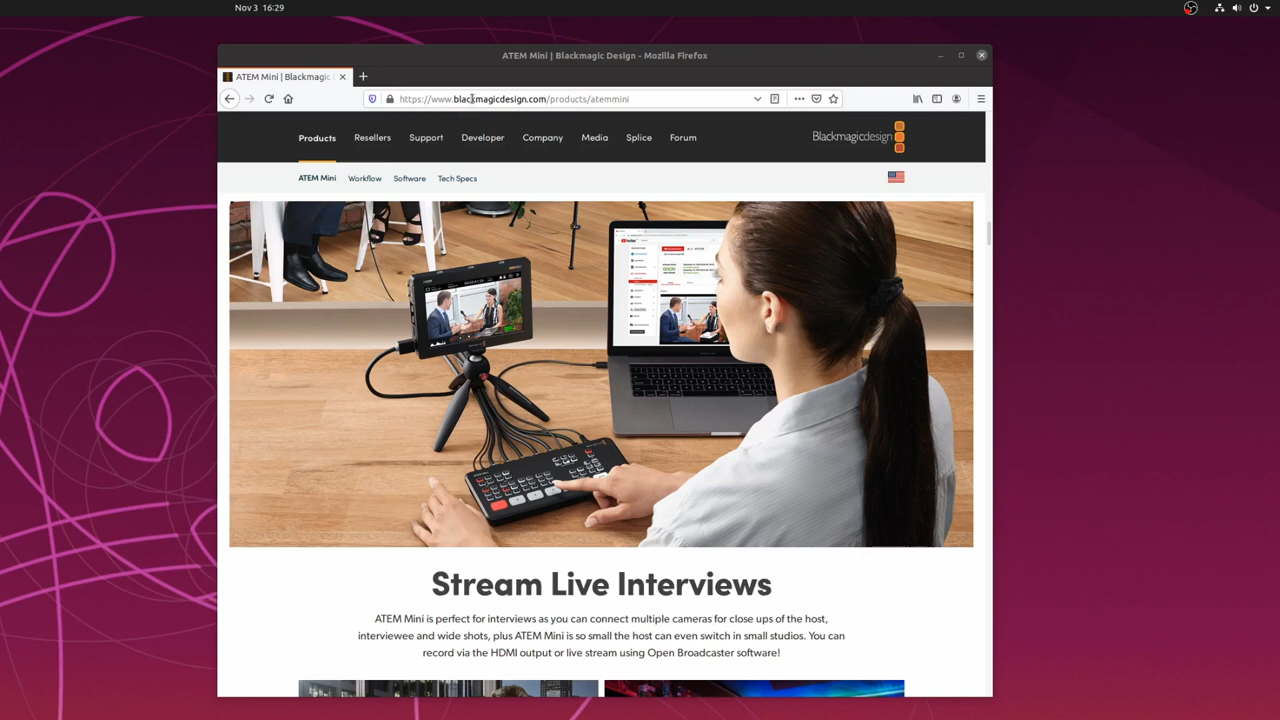 Nov 3 16:29
ATEM Mini | Blackmagic Design - Mozilla Firefox
ATEM Mini | Blackmagic
https://www.blackmagicdesign.com/products/atemmini
Products Resellers Support Developer Company Media Splice Forum
Blackmagicdesign
ATEM Mini Workflow Software Tech Specs
Stream Live Interviews
ATEM Mini is perfect for interviews as you can connect multiple cameras for close ups of the host,
interviewee and wide shots, plus ATEM Mini is so small the host can even switch in small studios. You can
record via the HDMI output or live stream using Open Broadcaster software!